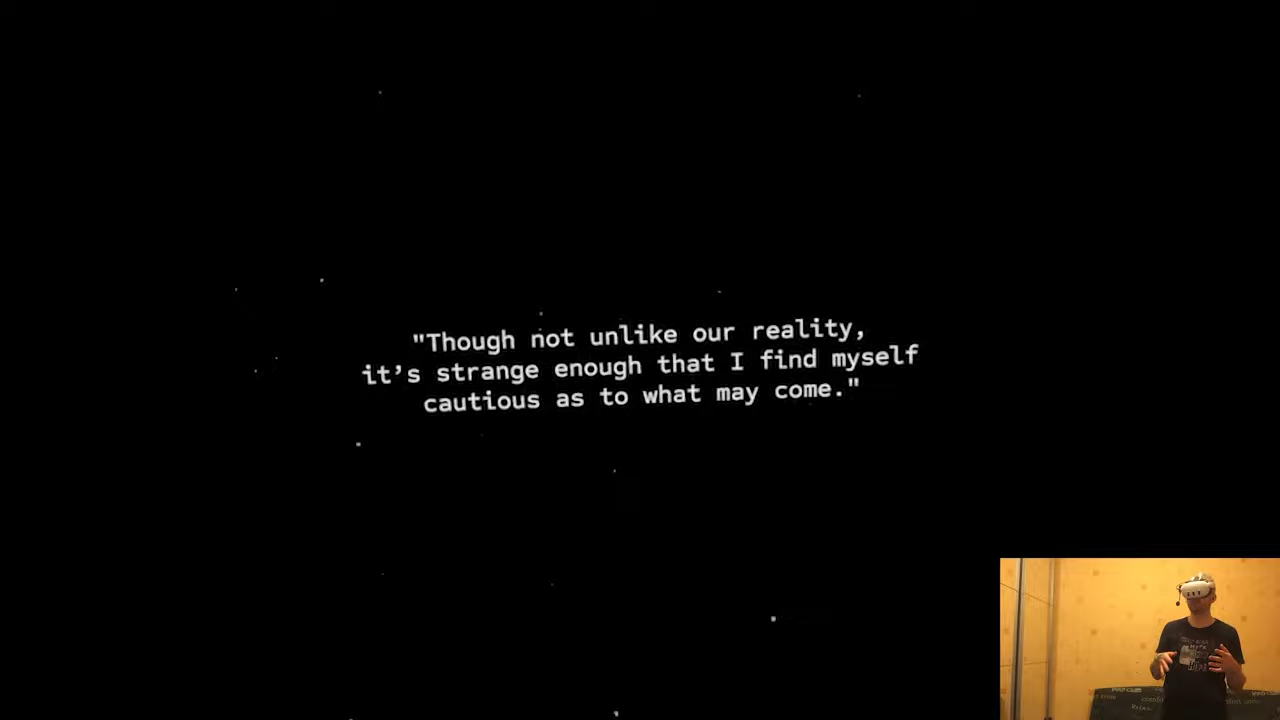 "Though not unlike our reality,
it’s strange enough that I find myself
cautious as to what may come."